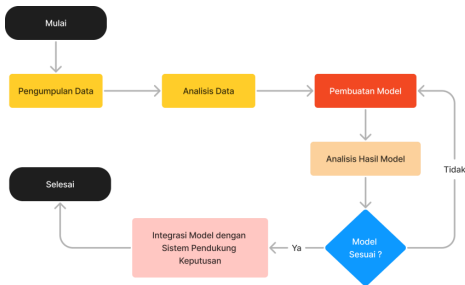 Mulai
Pengumpulan Data
Analisis Data
Pembuatan Model
Analisis Hasil Model
Tidak
Selesai
Integrasi Model dengan
Sistem Pendukung
Keputusan
Ya
Model
Sesuai ?